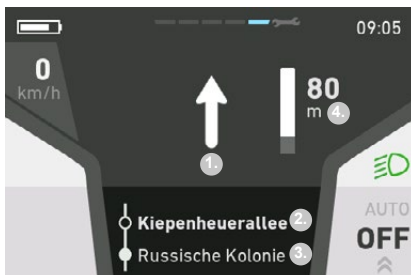 09:05
0
km/h
80
m 4.
1.
Kiepenheuerallee 2.
Russische Kolonie 3.
AUTO
OFF